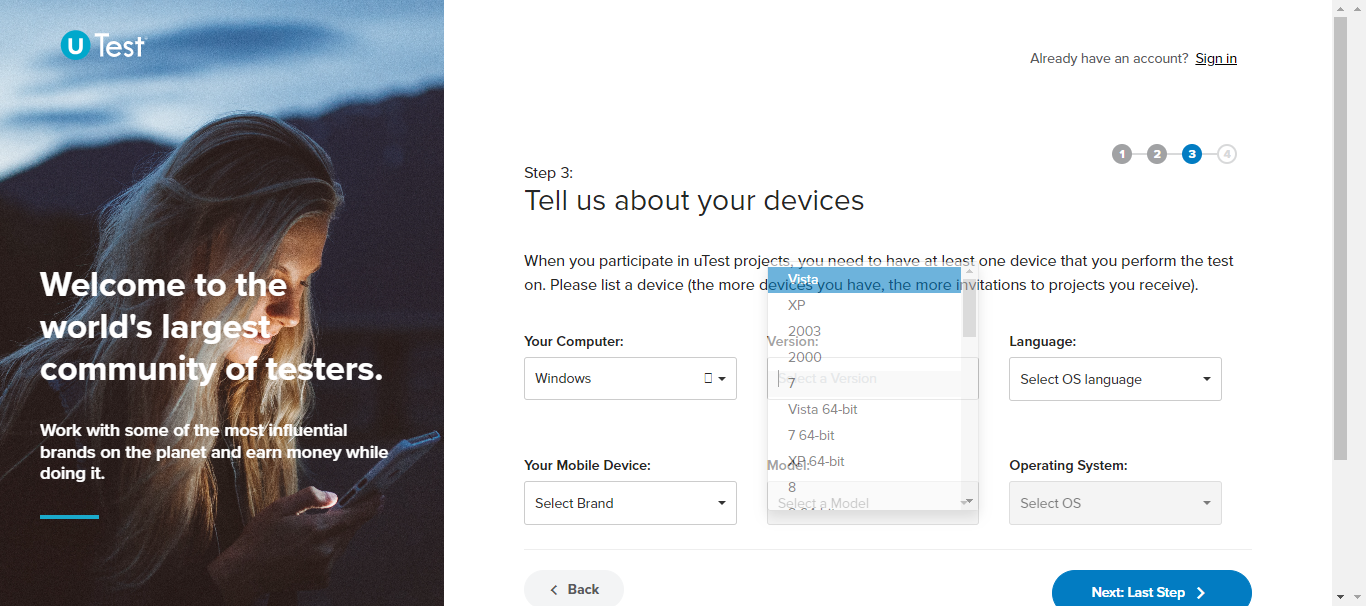 U Test
Already have an account? Sign in
1 2 3 4
Step 3:
Tell us about your devices
Welcome to the
world's largest
community of testers.
Work with some of the most influential
brands on the planet and earn money while
doing it.
When you participate in uTest projects, you need to have at least one device that you perform the test
on. Please list a device (the more devices you have, the more invitations to projects you receive).
Your Computer:
Windows
Version:
Select a Version
Vista
XP
2003
2000
7
Vista 64-bit
7 64-bit
XP 64-bit
8
Language:
Select OS language
Your Mobile Device:
Select Brand
Model:
Select a Model
Operating System:
Select OS
Back
Next: Last Step